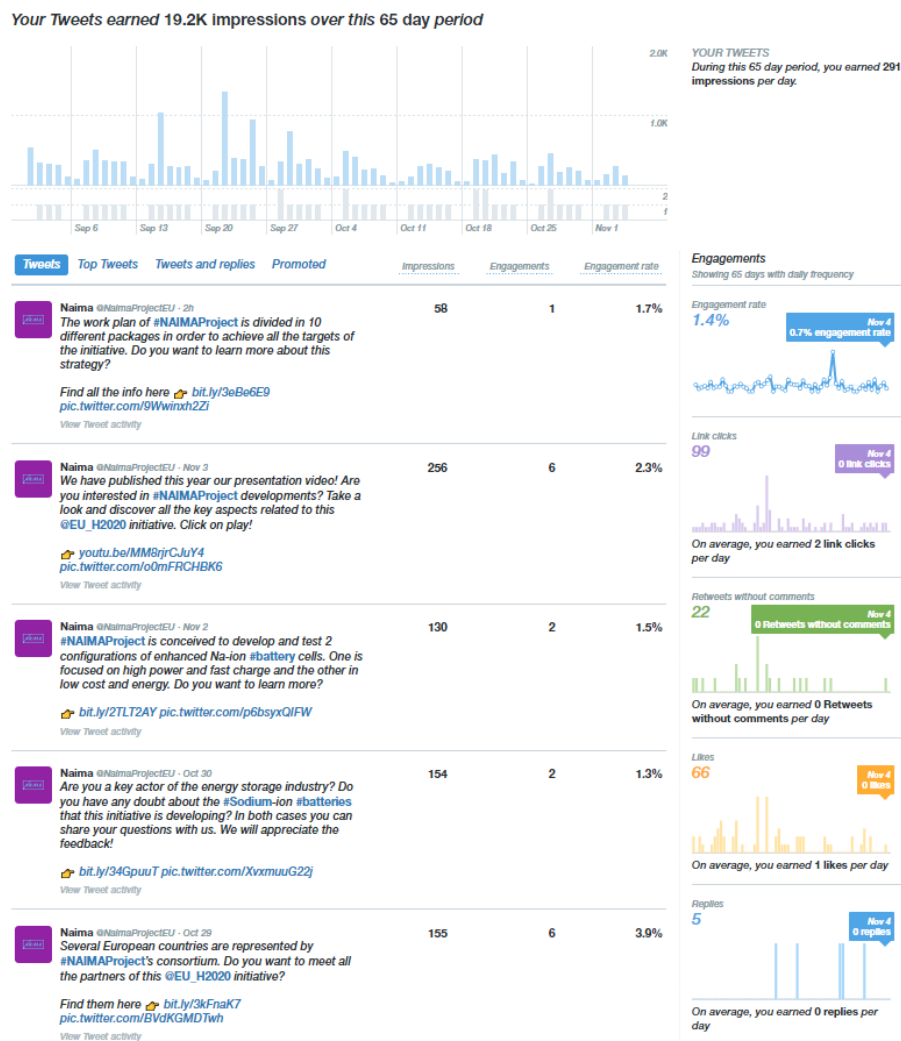 Your Tweets earned 19.2K impressions over this 65 day period
2.0K
1.0K
2
1
Sep 6 Sep 13 Sep 20 Sep 27 Oct 4 Oct 11 Oct 18 Oct 25 Nov 1
YOUR TWEETS
During this 65 day period, you earned 291
impressions per day.
Tweets Top Tweets Tweets and replies Promoted Impressions Engagements Engagement rate
Naima @NaimaProjectEU · 2h 58 1 1.7%
The work plan of #NAIMAProject is divided in 10
different packages in order to achieve all the targets of
the initiative. Do you want to learn more about this
strategy?
Find all the info here 👉 bit.ly/3eBe6E9
pic.twitter.com/9Wwinxh2Zi
View Tweet activity
Naima @NaimaProjectEU · Nov 3 256 6 2.3%
We have published this year our presentation video! Are
you interested in #NAIMAProject developments? Take a
look and discover all the key aspects related to this
@EU_H2020 initiative. Click on play!
👉 youtu.be/MM8rjrCJuY4
pic.twitter.com/o0mFRCHBK6
View Tweet activity
Naima @NaimaProjectEU · Nov 2 130 2 1.5%
#NAIMAProject is conceived to develop and test 2
configurations of enhanced Na-ion #battery cells. One is
focused on high power and fast charge and the other in
low cost and energy. Do you want to learn more?
👉 bit.ly/2TLT2AY pic.twitter.com/p6bsyxQIFW
View Tweet activity
Naima @NaimaProjectEU · Oct 30 154 2 1.3%
Are you a key actor of the energy storage industry? Do
you have any doubt about the #Sodium-ion #batteries
that this initiative is developing? In both cases you can
share your questions with us. We will appreciate the
feedback!
👉 bit.ly/34GpuuT pic.twitter.com/XvxmuuG22j
View Tweet activity
Naima @NaimaProjectEU · Oct 29 155 6 3.9%
Several European countries are represented by
#NAIMAProject's consortium. Do you want to meet all
the partners of this @EU_H2020 initiative?
Find them here 👉 bit.ly/3kFnaK7
pic.twitter.com/BVdKGMDTwh
View Tweet activity
Engagements
Showing 65 days with daily frequency
Engagement rate
1.4%
Nov 4
0.7% engagement rate
Link clicks
99
Nov 4
0 link clicks
On average, you earned 2 link clicks
per day
Retweets without comments
22
Nov 4
0 Retweets without comments
On average, you earned 0 Retweets
without comments per day
Likes
66
Nov 4
0 likes
On average, you earned 1 likes per day
Replies
5
Nov 4
0 replies
On average, you earned 0 replies per
day